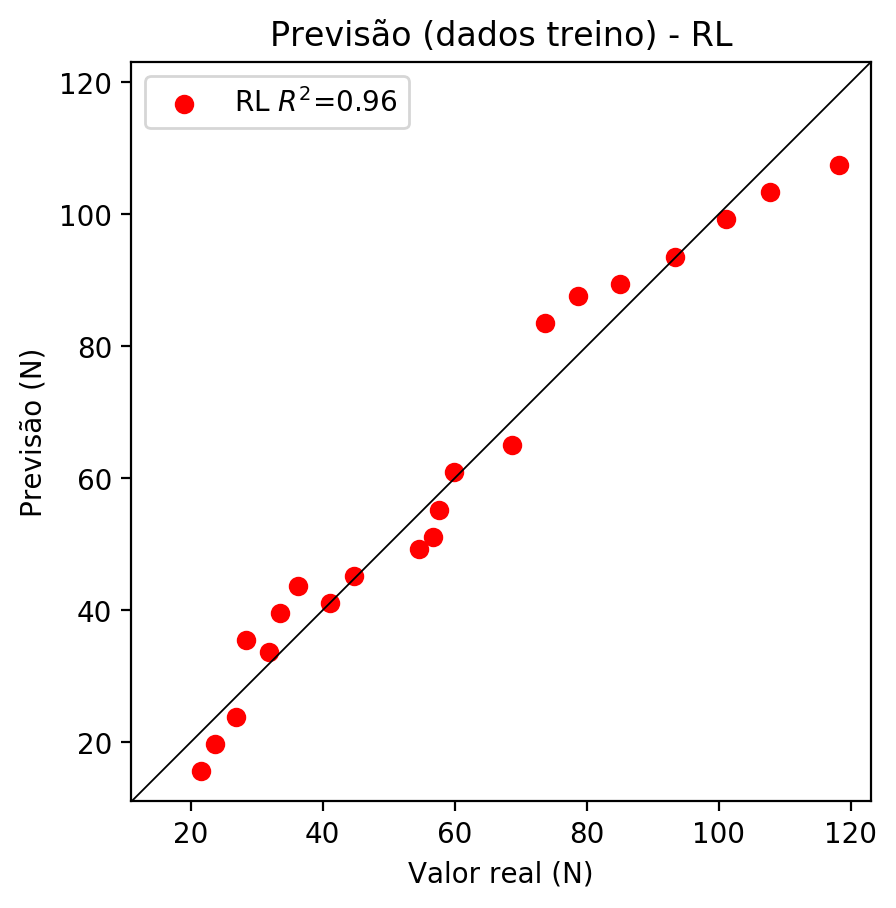 Previsão (dados treino) - RL
RL R²=0.96
120
100
80
60
40
20
Previsão (N)
20 40 60 80 100 120
Valor real (N)